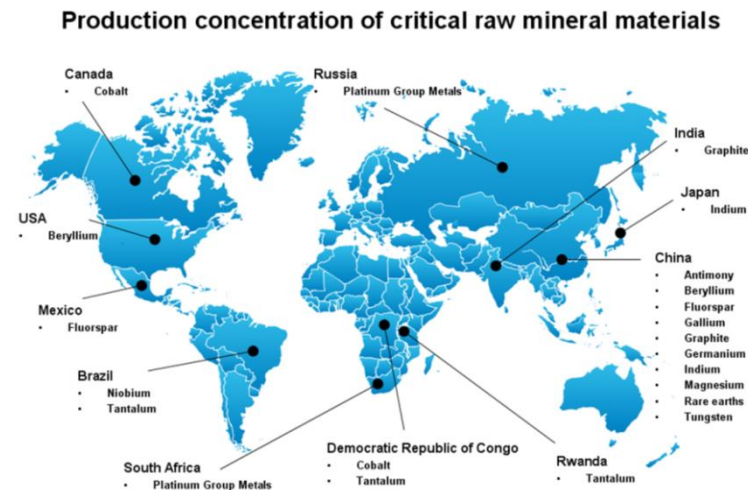 Production concentration of critical raw mineral materials
Canada
• Cobalt
Russia
• Platinum Group Metals
India
• Graphite
Japan
• Indium
USA
• Beryllium
China
• Antimony
• Beryllium
• Fluorspar
• Gallium
• Graphite
• Germanium
• Indium
• Magnesium
• Rare earths
• Tungsten
Mexico
• Fluorspar
Brazil
• Niobium
• Tantalum
South Africa
• Platinum Group Metals
Democratic Republic of Congo
• Cobalt
• Tantalum
Rwanda
• Tantalum